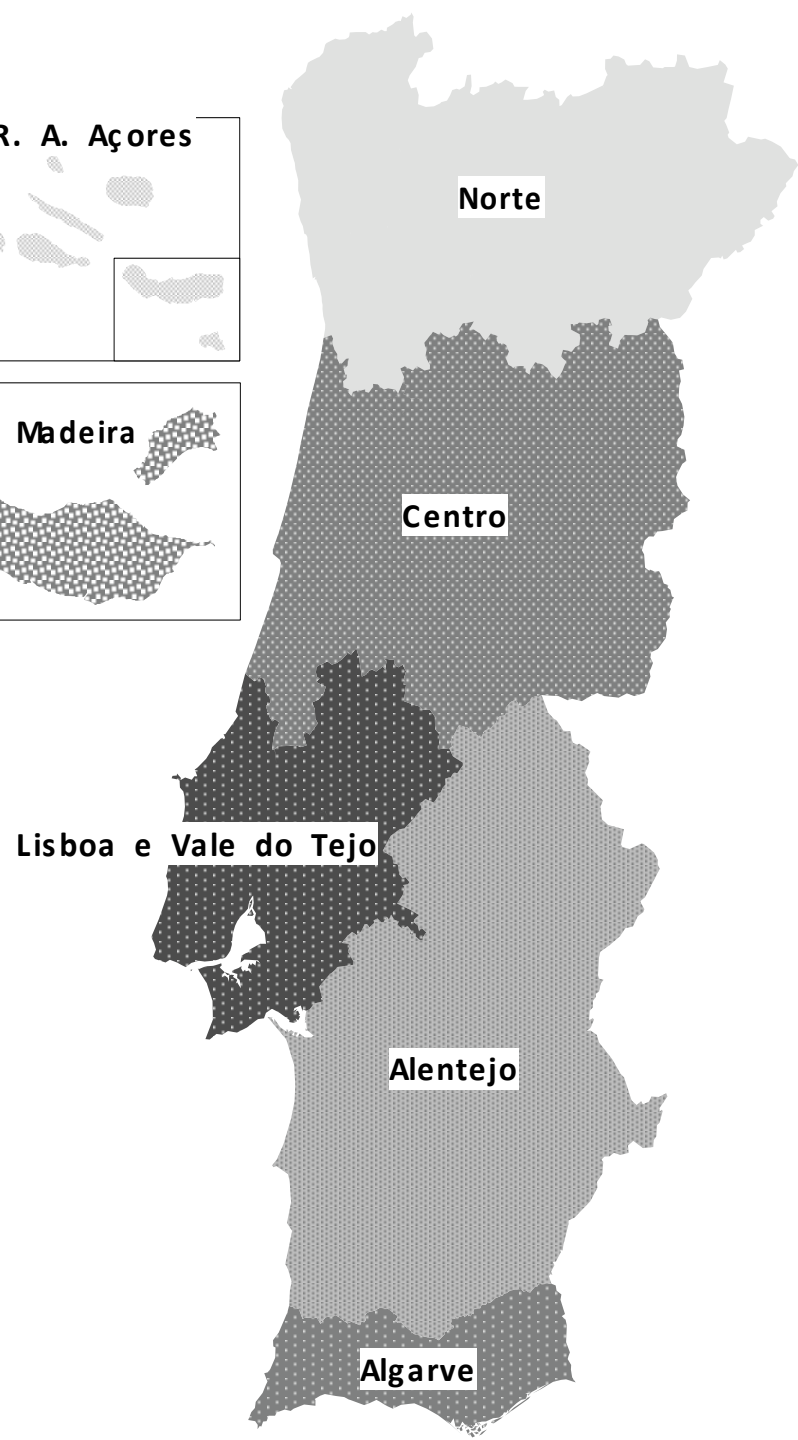 R. A. Açores
Norte
Madeira
Centro
Lisboa e Vale do Tejo
Alentejo
Algarve